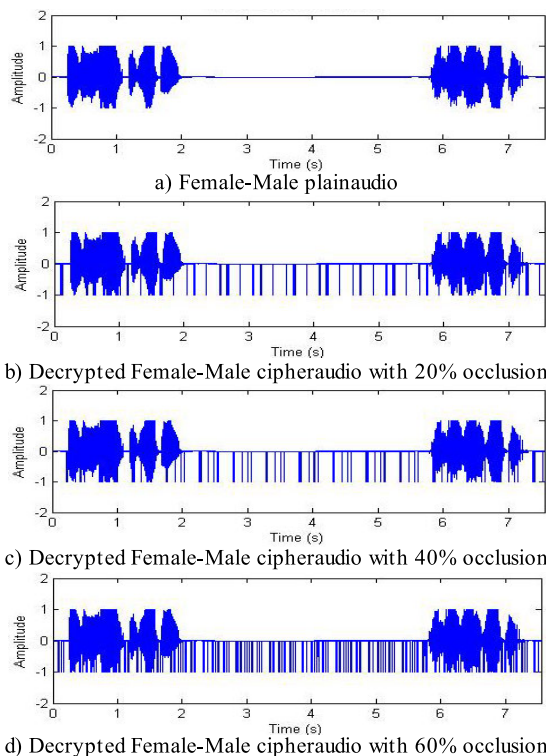 2
1
0
-1
-2
Amplitude
0 1 2 3 4 5 6 7
Time (s)
a) Female-Male plainaudio
2
1
0
-1
-2
Amplitude
0 1 2 3 4 5 6 7
Time (s)
b) Decrypted Female-Male cipheraudio with 20% occlusion
2
1
0
-1
-2
Amplitude
0 1 2 3 4 5 6 7
Time (s)
c) Decrypted Female-Male cipheraudio with 40% occlusion
2
1
0
-1
-2
Amplitude
0 1 2 3 4 5 6 7
Time (s)
d) Decrypted Female-Male cipheraudio with 60% occlusion